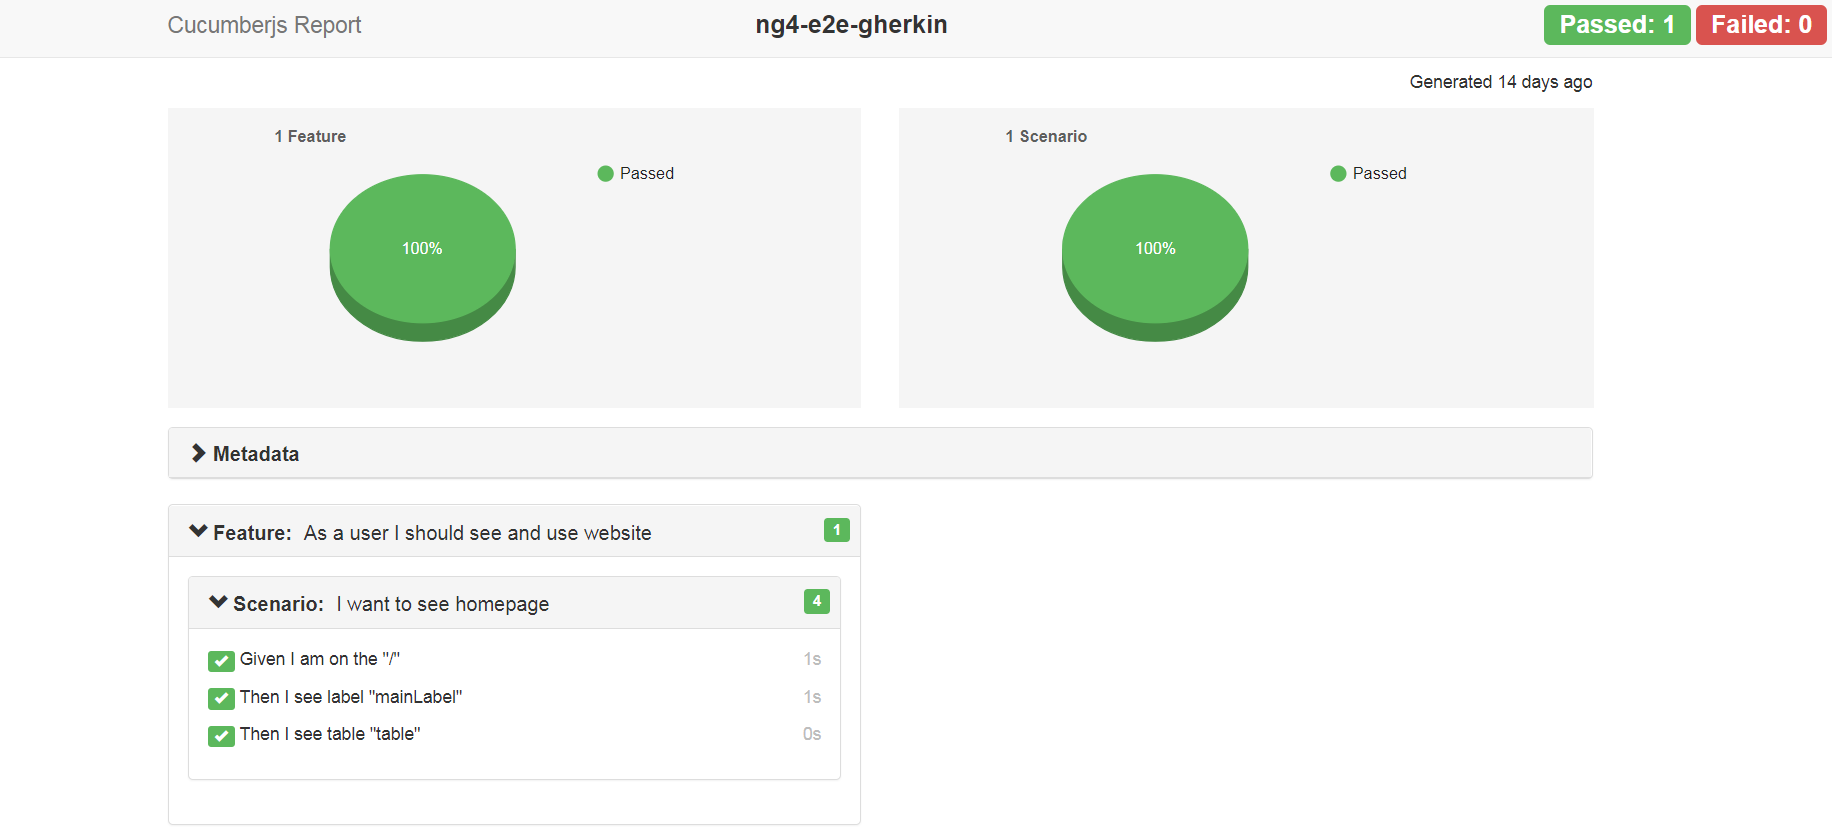 Cucumberjs Report
ng4-e2e-gherkin
Passed: 1
Failed: 0
Generated 14 days ago
1 Feature
Passed
100%
1 Scenario
Passed
100%
Metadata
Feature: As a user I should see and use website
1
Scenario: I want to see homepage
4
Given I am on the "/"
1s
Then I see label "mainLabel"
1s
Then I see table "table"
0s